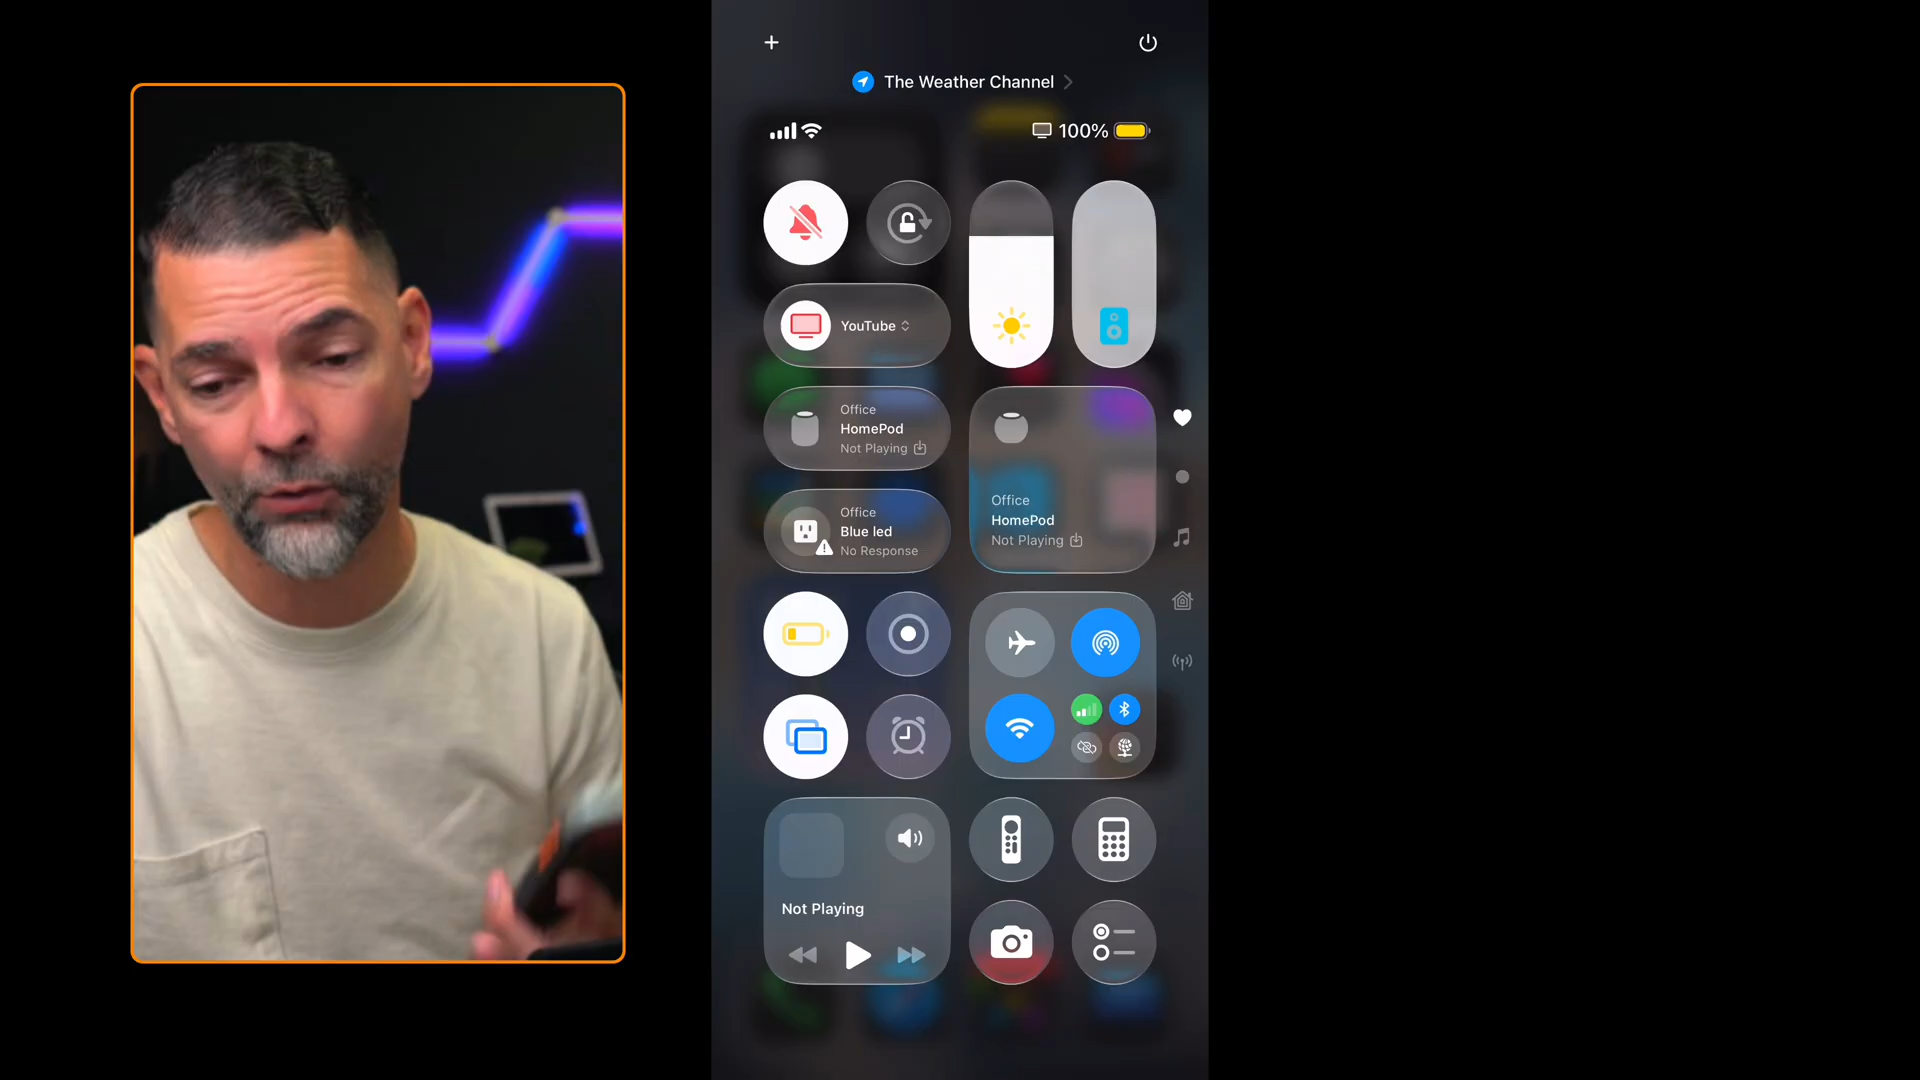 The Weather Channel
100%
YouTube
Office
HomePod
Not Playing
Office
HomePod
Not Playing
Office
Blue led
No Response
Not Playing